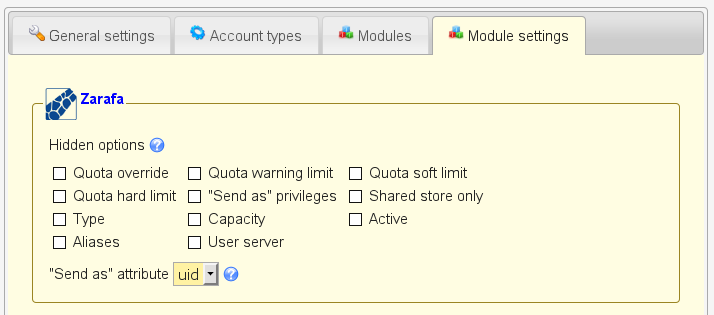 General settings Account types Modules Module settings
Zarafa
Hidden options
Quota override Quota warning limit Quota soft limit
Quota hard limit "Send as" privileges Shared store only
Type Capacity Active
Aliases User server
"Send as" attribute uid